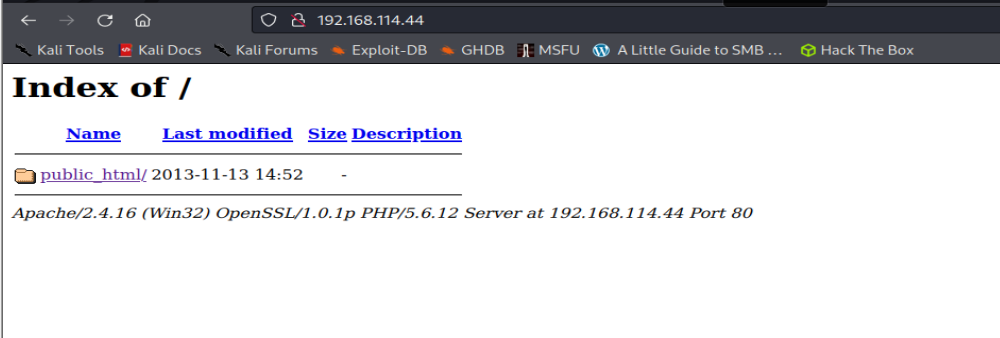 192.168.114.44
Kali Tools Kali Docs Kali Forums Exploit-DB GHDB MSFU A Little Guide to SMB ... Hack The Box
Index of /
Name Last modified Size Description
public_html/ 2013-11-13 14:52 -
Apache/2.4.16 (Win32) OpenSSL/1.0.1p PHP/5.6.12 Server at 192.168.114.44 Port 80